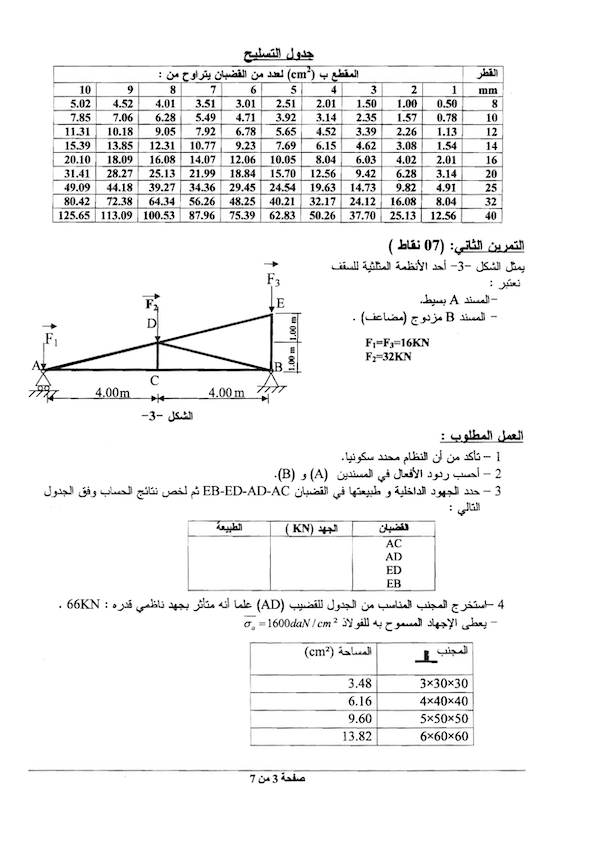 جدول التسليح
القطر المقطع ب (cm²) لعدد من القضبان يتراوح من :
mm 1 2 3 4 5 6 7 8 9 10
8 0.50 1.00 1.50 2.01 2.51 3.01 3.51 4.01 4.52 5.02
10 0.78 1.57 2.35 3.14 3.92 4.71 5.49 6.28 7.06 7.85
12 1.13 2.26 3.39 4.52 5.65 6.78 7.92 9.05 10.18 11.31
14 1.54 3.08 4.62 6.15 7.69 9.23 10.77 12.31 13.85 15.39
16 2.01 4.02 6.03 8.04 10.05 12.06 14.07 16.08 18.09 20.10
20 3.14 6.28 9.42 12.56 15.70 18.84 21.99 25.13 28.27 31.41
25 4.91 9.82 14.73 19.63 24.54 29.45 34.36 39.27 44.18 49.09
32 8.04 16.08 24.12 32.17 40.21 48.25 56.26 64.34 72.38 80.42
40 12.56 25.13 37.70 50.26 62.83 75.39 87.96 100.53 113.09 125.65
التمرين الثاني: (07 نقاط )
يمثل الشكل -3- أحد الأنظمة المثلثية للسقف
نعتبر :
-المسند A بسيط.
- المسند B مزدوج (مضاعف) .
F₁=F₃=16KN
F₂=32KN
F₃
F₂
E
D
F₁
1.00 m
1.00 m
A
B
C
4.00m
4.00m
الشكل -3-
العمل المطلوب :
1 – تأكد من أن النظام محدد سكونيا.
2 – أحسب ردود الأفعال في المسندين (A) و (B).
3 – حدد الجهود الداخلية و طبيعتها في القضبان EB-ED-AD-AC ثم لخص نتائج الحساب وفق الجدول
التالي :
القضبان الجهد ( KN) الطبيعة
AC
AD
ED
EB
4 –استخرج المجنب المناسب من الجدول للقضيب (AD) علما أنه متأثر بجهد ناظمي قدره : 66KN .
- يعطى الإجهاد المسموح به للفولاذ σₐ =1600daN / cm ²
المجنب المساحة (cm²)
3×30×30 3.48
4×40×40 6.16
5×50×50 9.60
6×60×60 13.82
صفحة 3 من 7